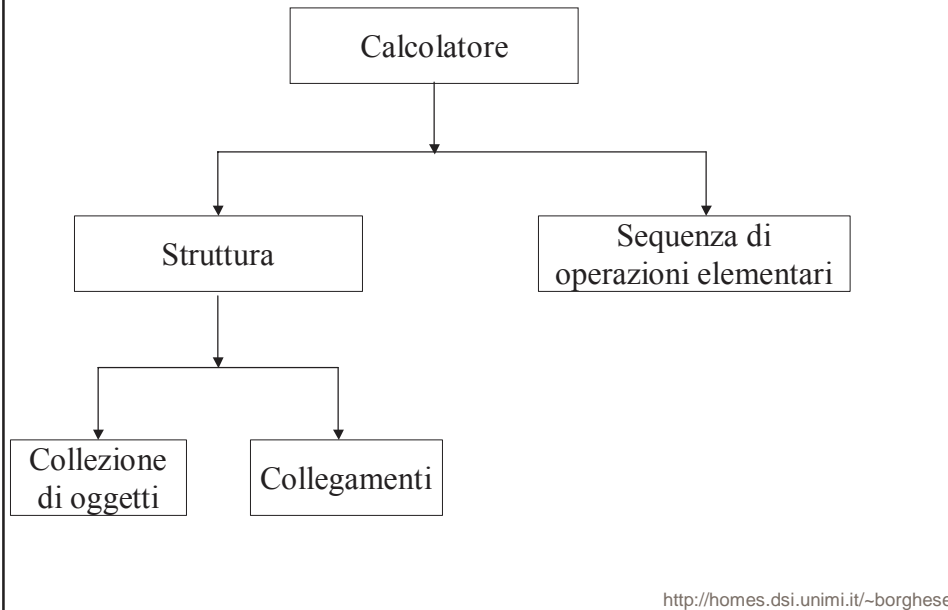 Calcolatore
Struttura
Sequenza di
operazioni elementari
Collezione
di oggetti
Collegamenti
http://homes.dsi.unimi.it/~borghese